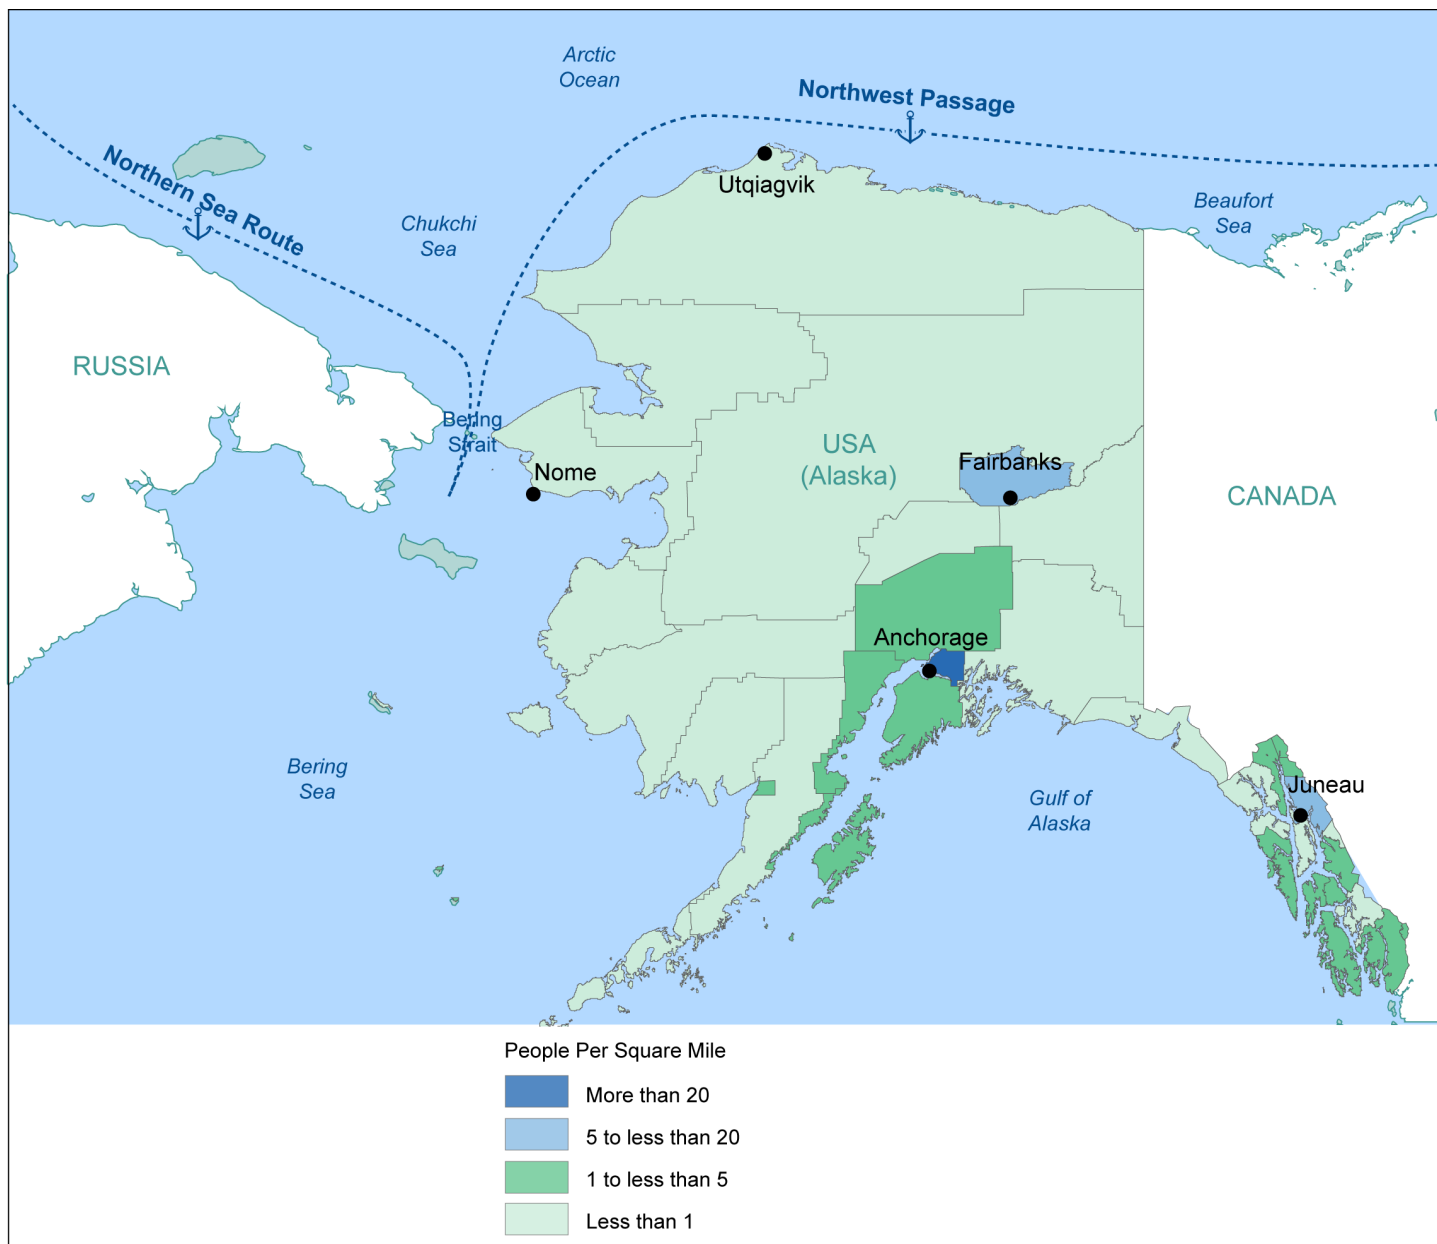 Arctic
Ocean
Northwest Passage
Northern Sea Route
Utqiagvik
Chukchi
Sea
Beaufort
Sea
RUSSIA
Bering
Strait
USA
(Alaska)
Fairbanks
Nome
CANADA
Anchorage
Bering
Sea
Gulf of
Alaska
Juneau
People Per Square Mile
More than 20
5 to less than 20
1 to less than 5
Less than 1